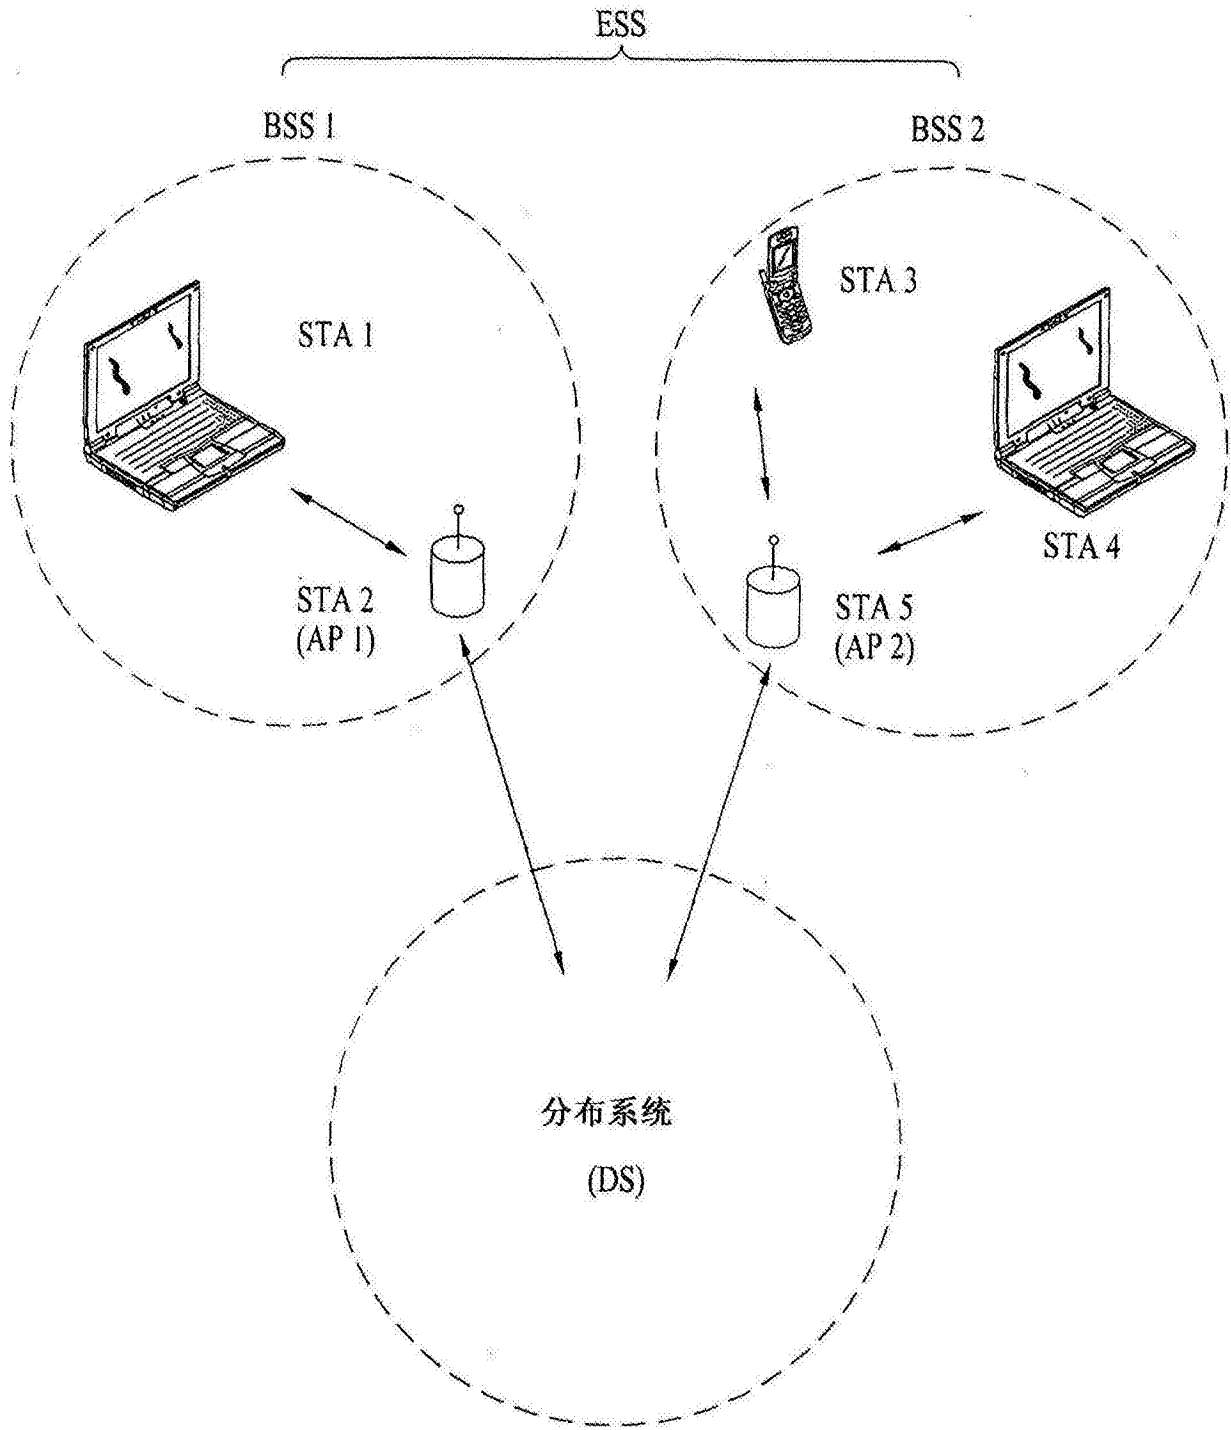 ESS
BSS 1
BSS 2
STA 3
STA 1
STA 4
STA 2
(AP 1)
STA 5
(AP 2)
分布系统
(DS)